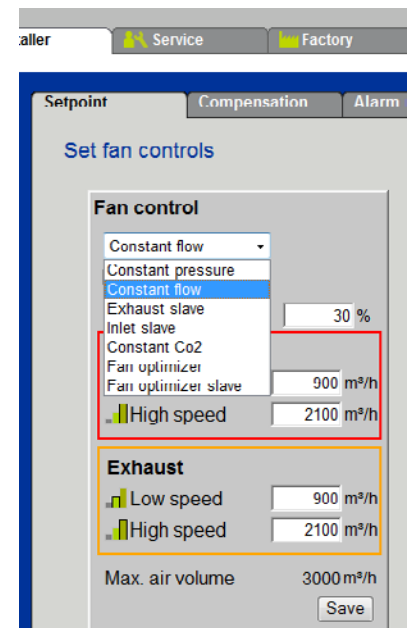 taller Service Factory
Setpoint Compensation Alarm
Set fan controls
Fan control
Constant flow
Constant pressure
Constant flow
Exhaust slave
Inlet slave
30 %
Constant Co2
Fan optimizer
Fan optimizer slave 900 m³/h
High speed 2100 m³/h
Exhaust
Low speed 900 m³/h
High speed 2100 m³/h
Max. air volume 3000 m³/h
Save